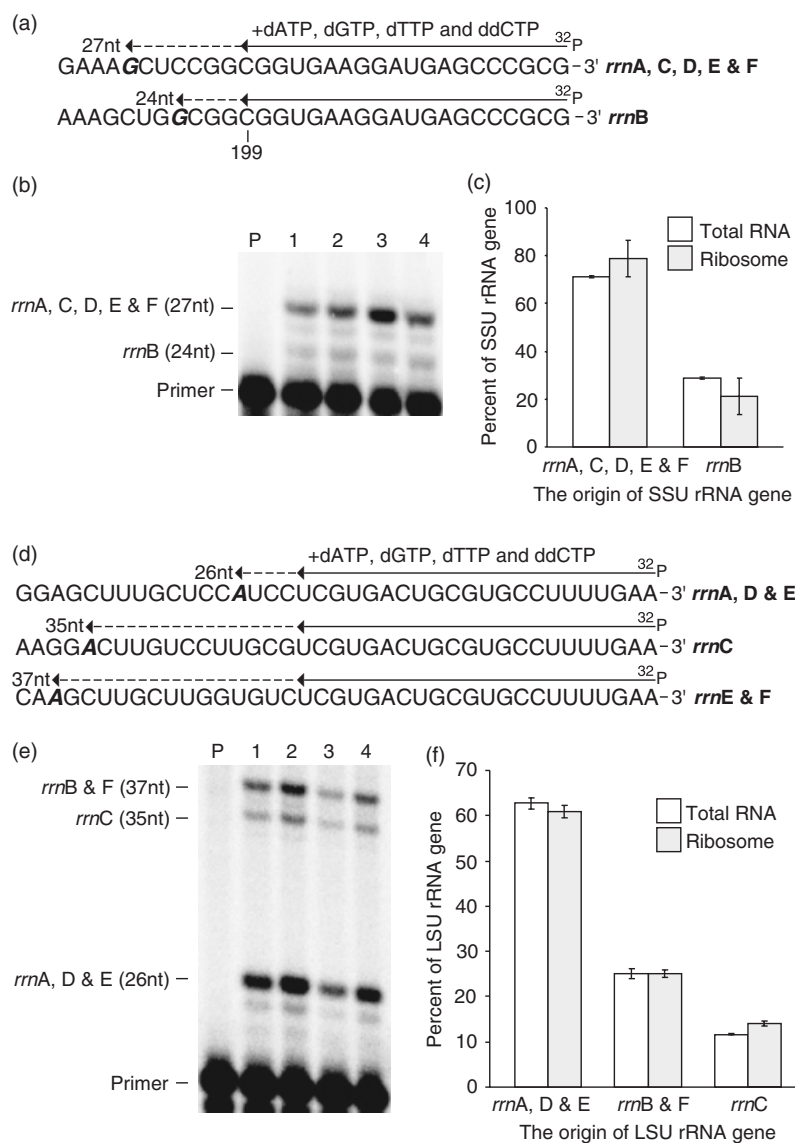 (a)
+dATP, dGTP, dTTP and ddCTP
27nt 32P
GAAAGCUCCGGCGGUGAAGGAUGAGCCCGCG-3' rrnA, C, D, E & F
24nt 32P
AAAGCUGGCGGCGGUGAAGGAUGAGCCCGCG-3' rrnB
199
(b)
P 1 2 3 4
rrnA, C, D, E & F (27nt)
rrnB (24nt)
Primer
(c)
100
80
60
40
20
0
Percent of SSU rRNA gene
Total RNA
Ribosome
rrnA, C, D, E & F rrnB
The origin of SSU rRNA gene
(d)
+dATP, dGTP, dTTP and ddCTP
26nt 32P
GGAGCUUUGCUCCAUCCUCGUGACUGCGUGCCUUUUGAA-3' rrnA, D & E
35nt 32P
AAGGACUUGUCCUUGCGUCGUGACUGCGUGCCUUUUGAA-3' rrnC
37nt 32P
CAAGCUUGCUUGGUGUCUCGUGACUGCGUGCCUUUUGAA-3' rrnE & F
(e)
P 1 2 3 4
rrnB & F (37nt)
rrnC (35nt)
rrnA, D & E (26nt)
Primer
(f)
70
60
50
40
30
20
10
0
Percent of LSU rRNA gene
Total RNA
Ribosome
rrnA, D & E rrnB & F rrnC
The origin of LSU rRNA gene